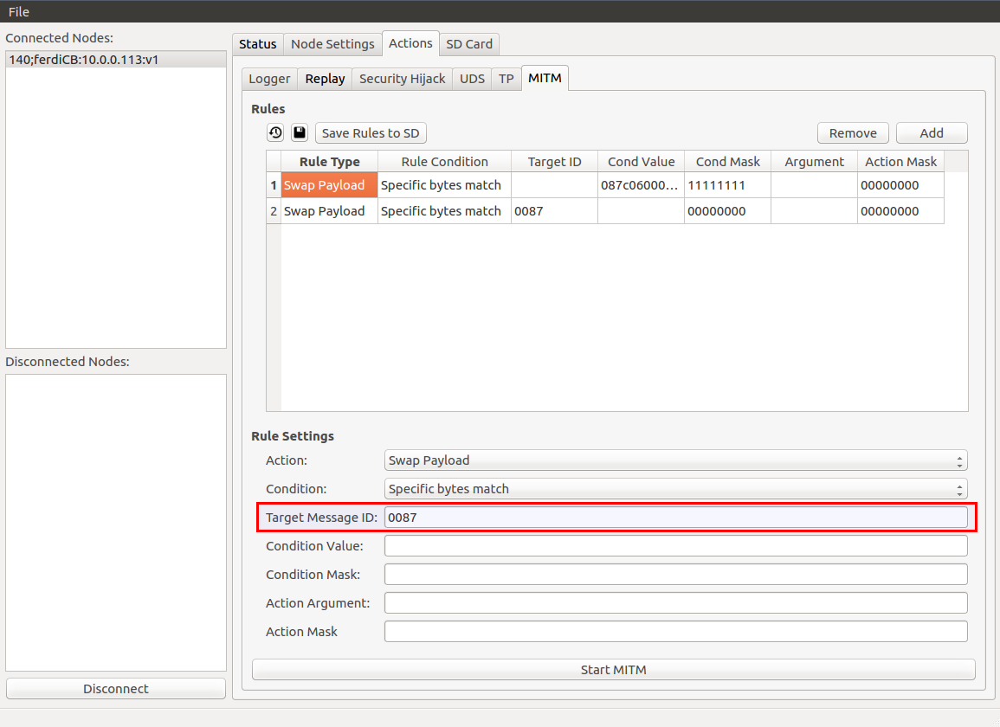 File
Connected Nodes:
140;ferdiCB:10.0.0.113:v1
Disconnected Nodes:
Disconnect
Status Node Settings Actions SD Card
Logger Replay Security Hijack UDS TP MITM
Rules
Save Rules to SD Remove Add
Rule Type Rule Condition Target ID Cond Value Cond Mask Argument Action Mask
1 Swap Payload Specific bytes match 087c06000... 11111111 00000000
2 Swap Payload Specific bytes match 0087 00000000 00000000
Rule Settings
Action: Swap Payload
Condition: Specific bytes match
Target Message ID: 0087
Condition Value:
Condition Mask:
Action Argument:
Action Mask
Start MITM